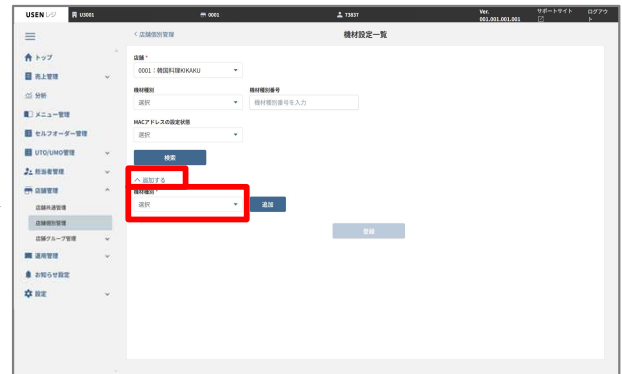 USEN レジ U3001 0001 T3837 Ver. 001.001.001.001 サポートサイト ログアウト
＜ 店舗個別管理
機材設定一覧
トップ
売上管理
分析
メニュー管理
セルフオーダー管理
UTO/UMO管理
担当者管理
店舗管理
店舗共通管理
店舗個別管理
店舗グループ管理
運用管理
お知らせ設定
設定
店舗 *
0001：韓国料理KIKAKU
機材種別
機材種別番号
選択
機材種別番号を入力
MACアドレスの設定状態
選択
検索
追加する
機材種別 *
選択
追加
登録